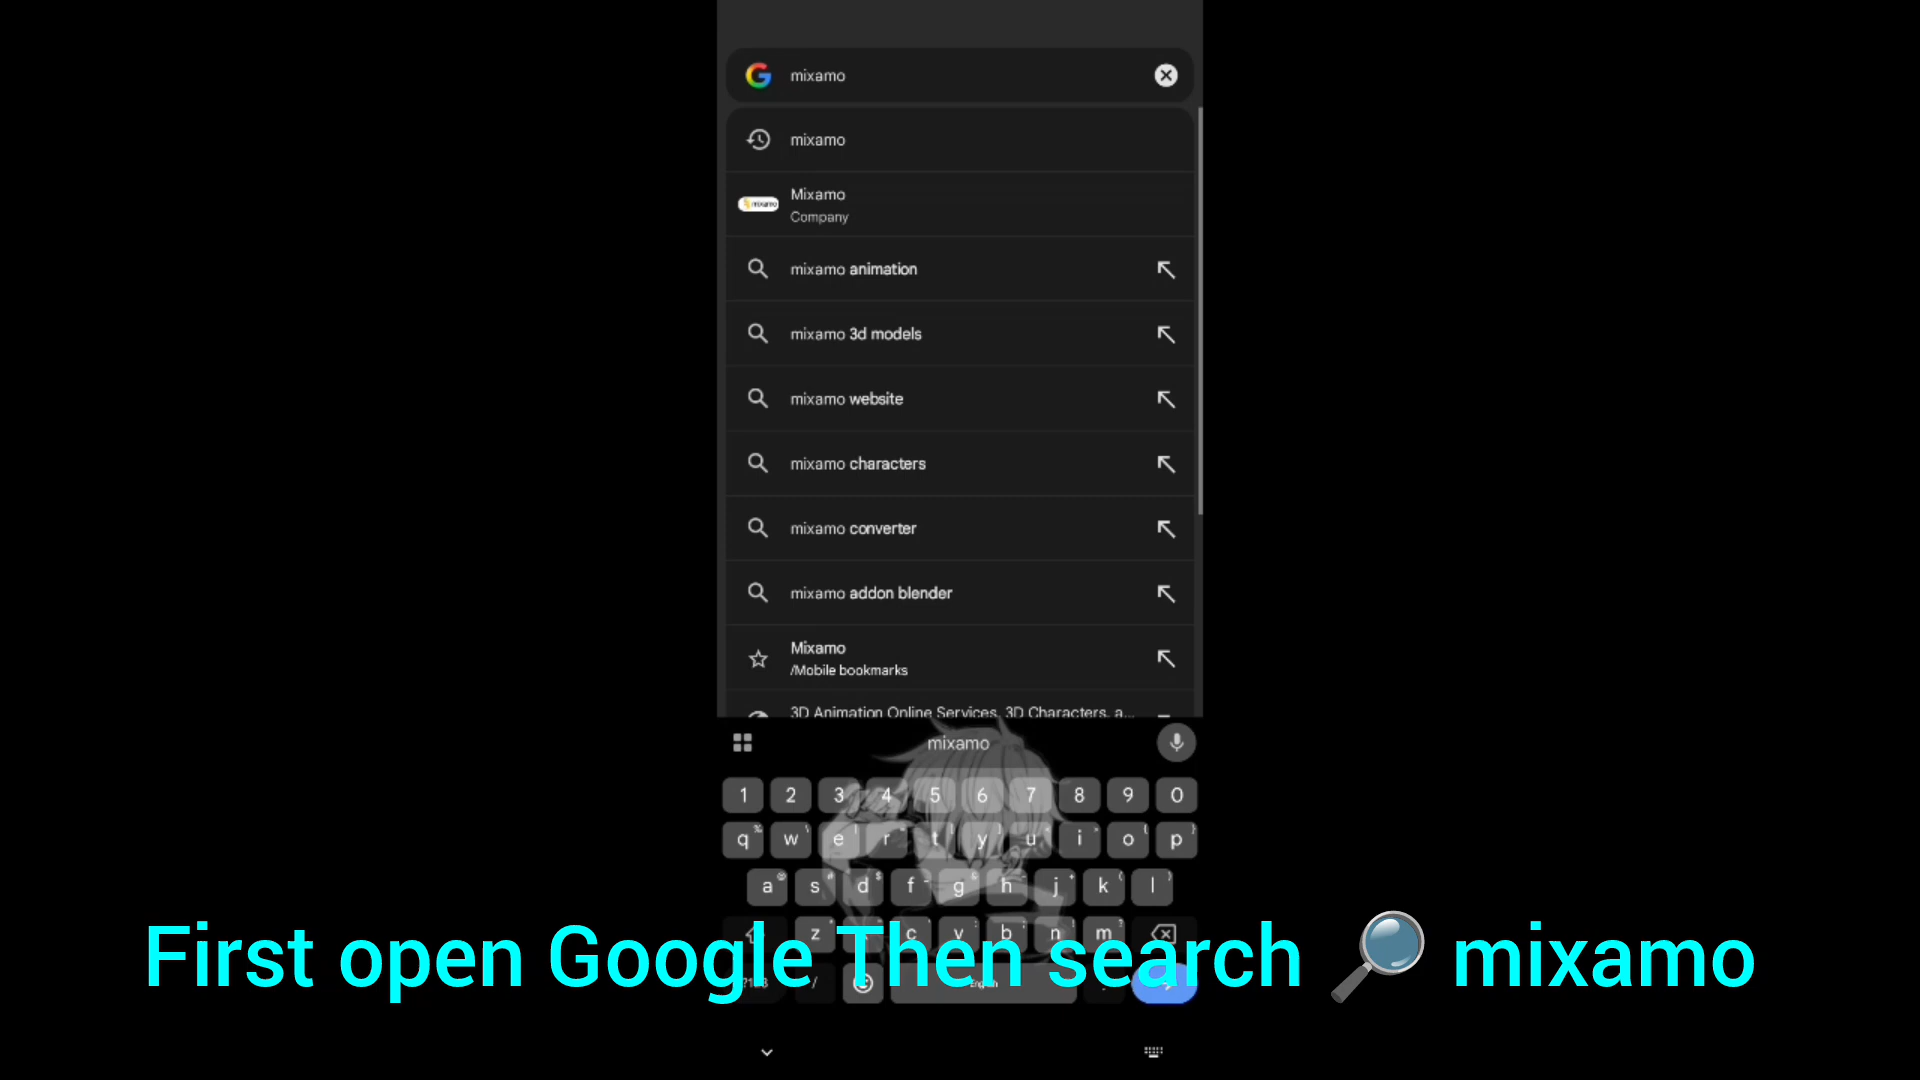 mixamo
mixamo
mixamo
Mixamo
Company
mixamo animation
mixamo 3d models
mixamo website
mixamo characters
mixamo converter
mixamo addon blender
Mixamo
/Mobile bookmarks
3D Animation Online Services, 3D Characters, a...
mixamo
1 2 3 4 5 6 7 8 9 0
q w e r t y u i o p
a s d f g h j k l
z c v b n m
First open Google Then search 🔎 mixamo
English